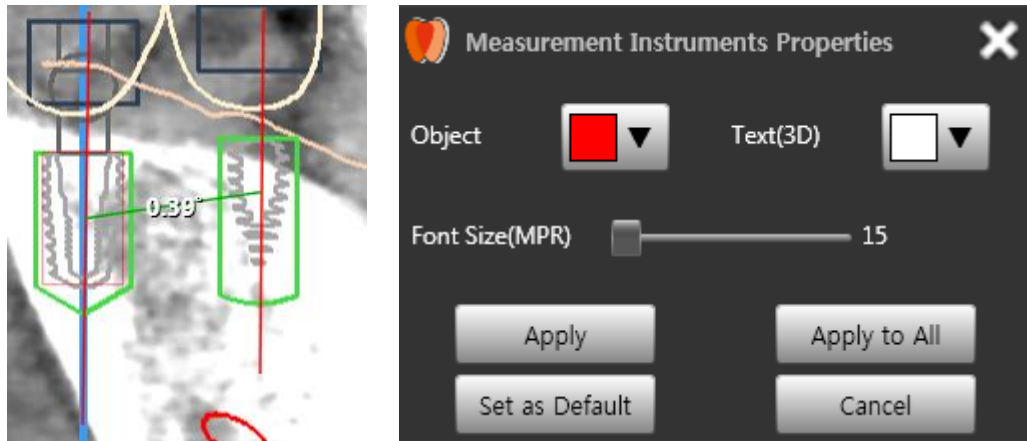 0.39°
Measurement Instruments Properties
Object
Text(3D)
Font Size(MPR)
15
Apply
Apply to All
Set as Default
Cancel